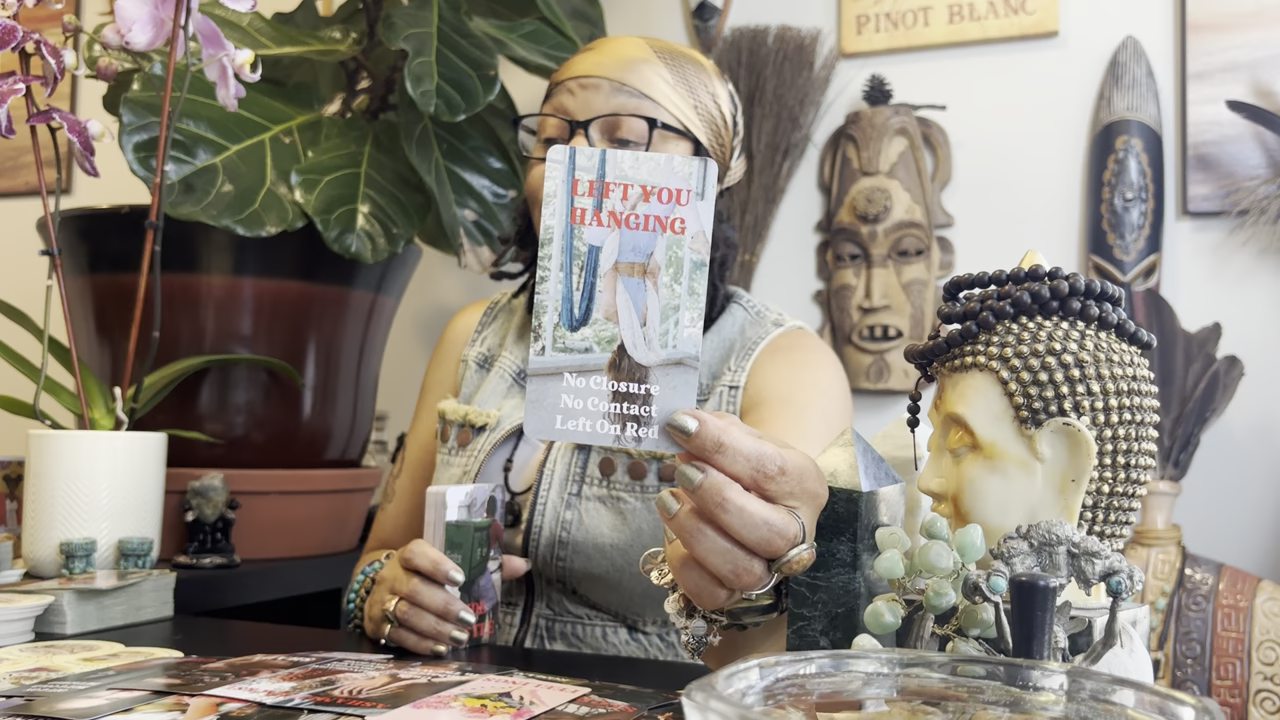 PINOT BLANC
LEFT YOU
HANGING
No Closure
No Contact
Left On Red